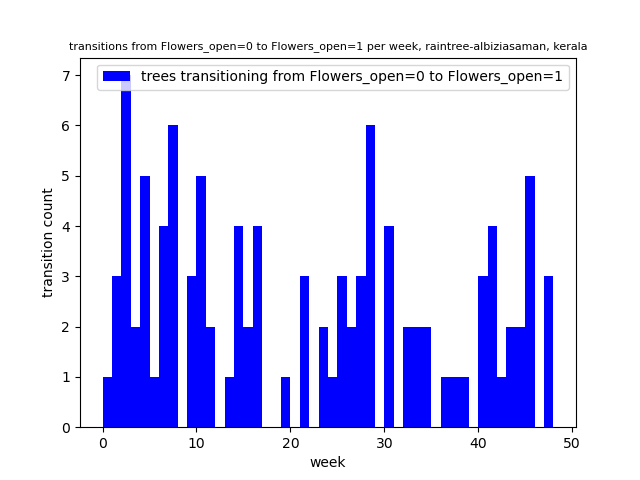 transitions from Flowers_open=0 to Flowers_open=1 per week, raintree-albiziasaman, kerala
trees transitioning from Flowers_open=0 to Flowers_open=1
transition count
7
6
5
4
3
2
1
0
0 10 20 30 40 50
week